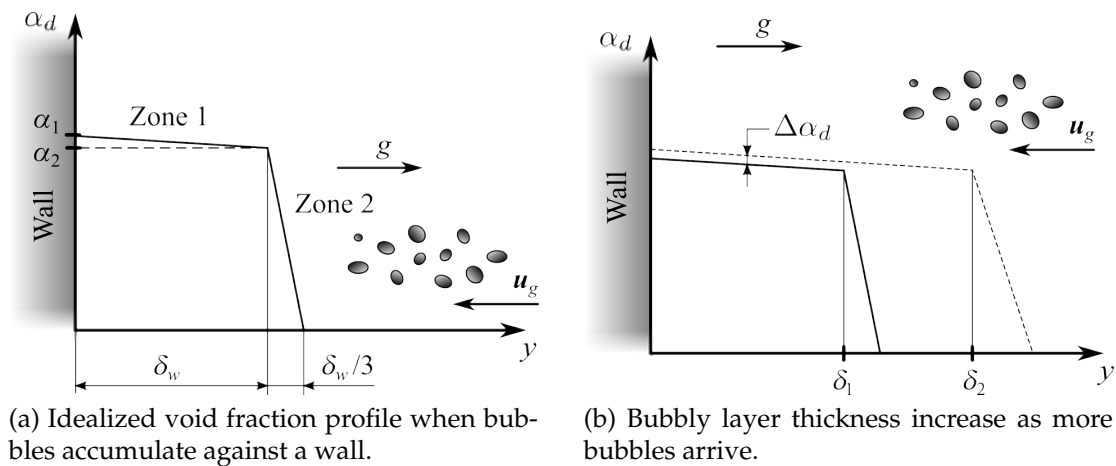 α_d
α_1
α_2
Zone 1
g
Zone 2
Wall
u_g
y
δ_w
δ_w/3
(a) Idealized void fraction profile when bub-
bles accumulate against a wall.
α_d
g
Δα_d
u_g
Wall
δ_1
δ_2
y
(b) Bubbly layer thickness increase as more
bubbles arrive.